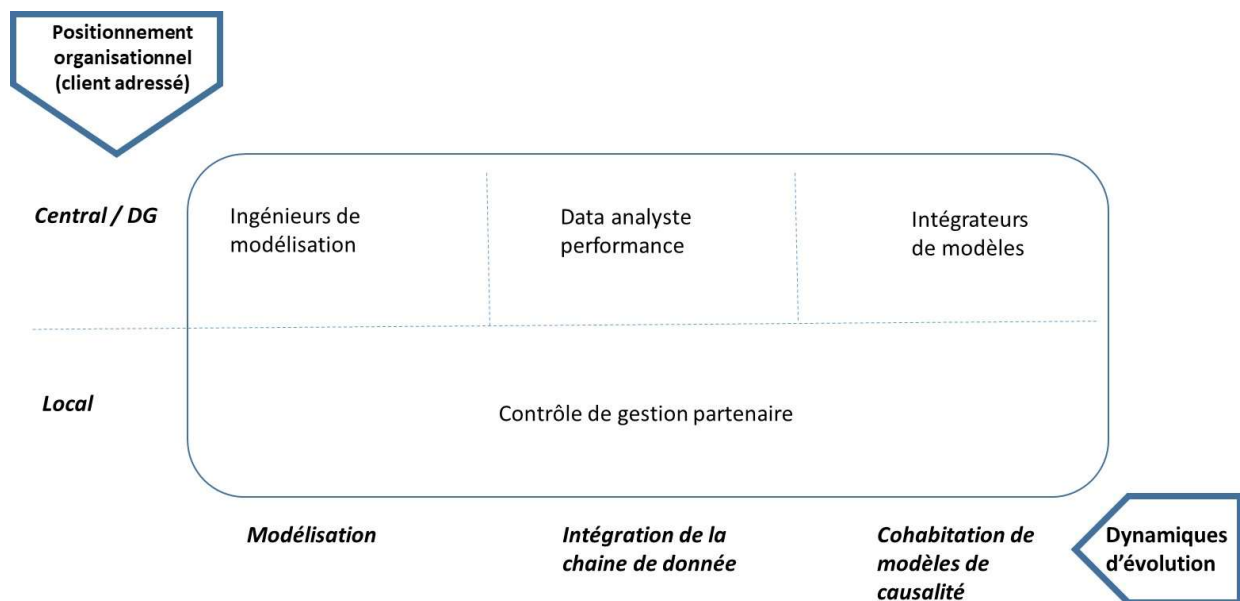 Positionnement
organisationnel
(client adressé)
Central / DG
Ingénieurs de
modélisation
Data analyste
performance
Intégrateurs
de modèles
Local
Contrôle de gestion partenaire
Modélisation
Intégration de la
chaine de donnée
Cohabitation de
modèles de
causalité
Dynamiques
d'évolution